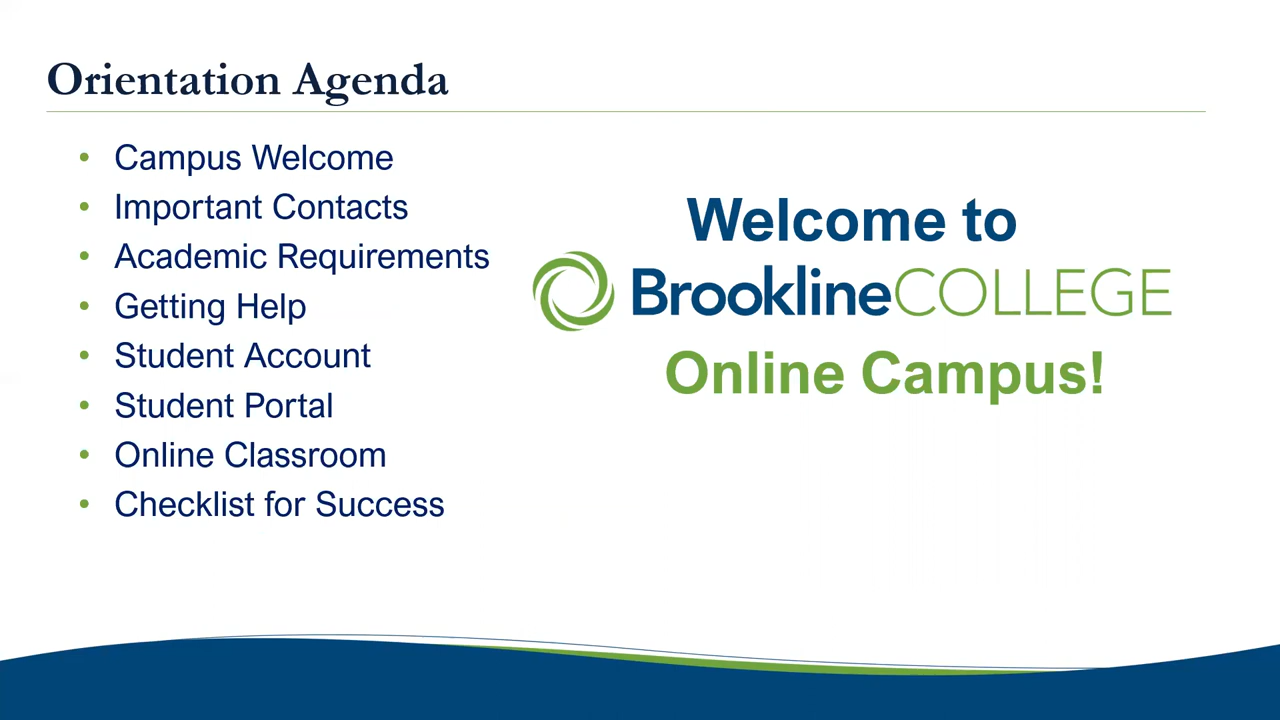 Orientation Agenda
• Campus Welcome
• Important Contacts
• Academic Requirements
• Getting Help
• Student Account
• Student Portal
• Online Classroom
• Checklist for Success
Welcome to
BrooklineCOLLEGE
Online Campus!